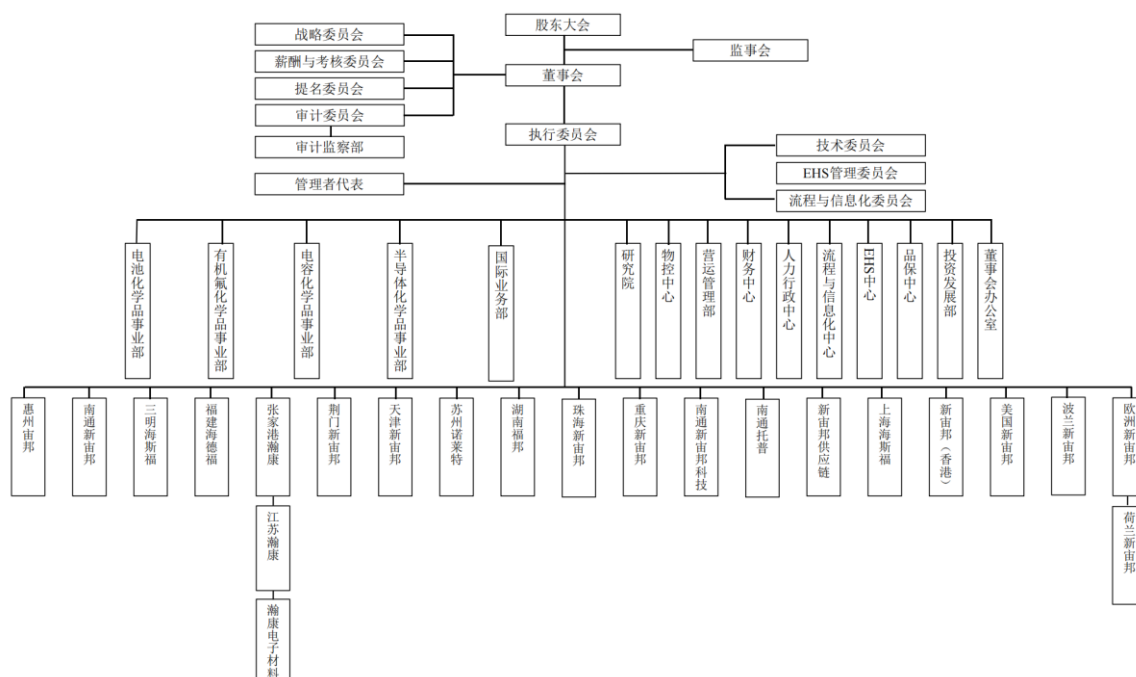 股东大会
战略委员会
监事会
薪酬与考核委员会
董事会
提名委员会
审计委员会
执行委员会
审计监察部
技术委员会
EHS管理委员会
管理者代表
流程与信息化委员会
电池化学品事业部
有机氟化学品事业部
电容化学品事业部
半导体化学品事业部
国际业务部
研究院
物控中心
营运管理部
财务中心
人力行政中心
流程与信息化中心
EHS中心
品保中心
投资发展部
董事会办公室
惠州宙邦
南通新宙邦
三明海斯福
福建海德福
张家港瀚康
荆门新宙邦
天津新宙邦
苏州诺莱特
湖南福邦
珠海新宙邦
重庆新宙邦
南通新宙邦科技
南通托普
新宙邦供应链
上海海斯福
新宙邦（香港）
美国新宙邦
波兰新宙邦
欧洲新宙邦
江苏瀚康
荷兰新宙邦
瀚康电子材料